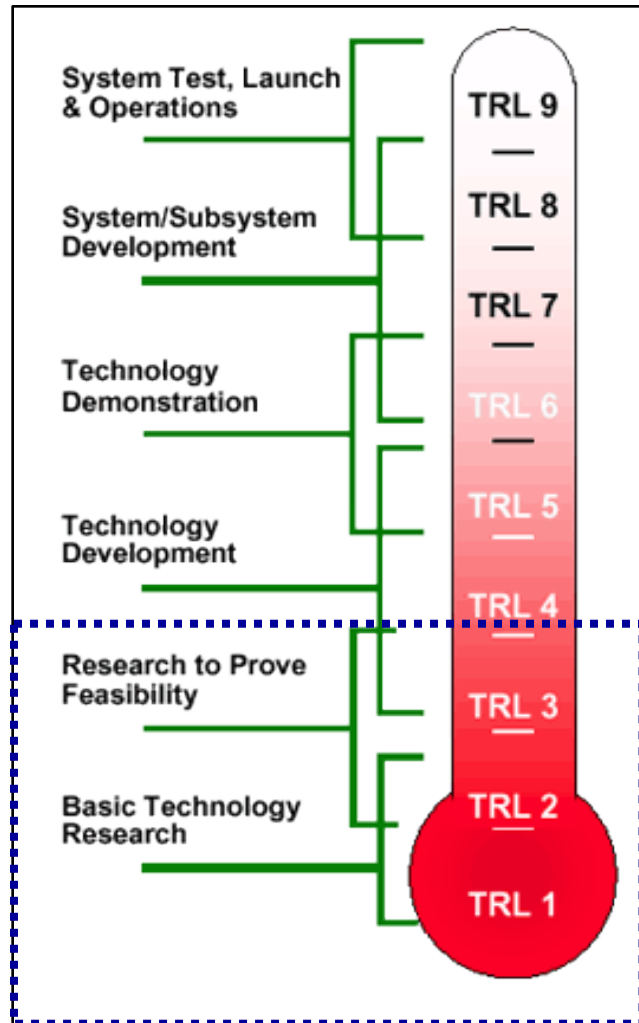 System Test, Launch
& Operations
TRL 9
System/Subsystem
Development
TRL 8
TRL 7
Technology
Demonstration
TRL 6
TRL 5
Technology
Development
TRL 4
Research to Prove
Feasibility
TRL 3
Basic Technology
Research
TRL 2
TRL 1